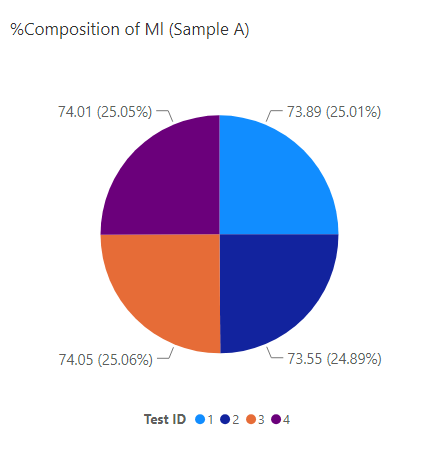 %Composition of Ml (Sample A)
74.01 (25.05%) 73.89 (25.01%)
74.05 (25.06%) 73.55 (24.89%)
Test ID 1 2 3 4